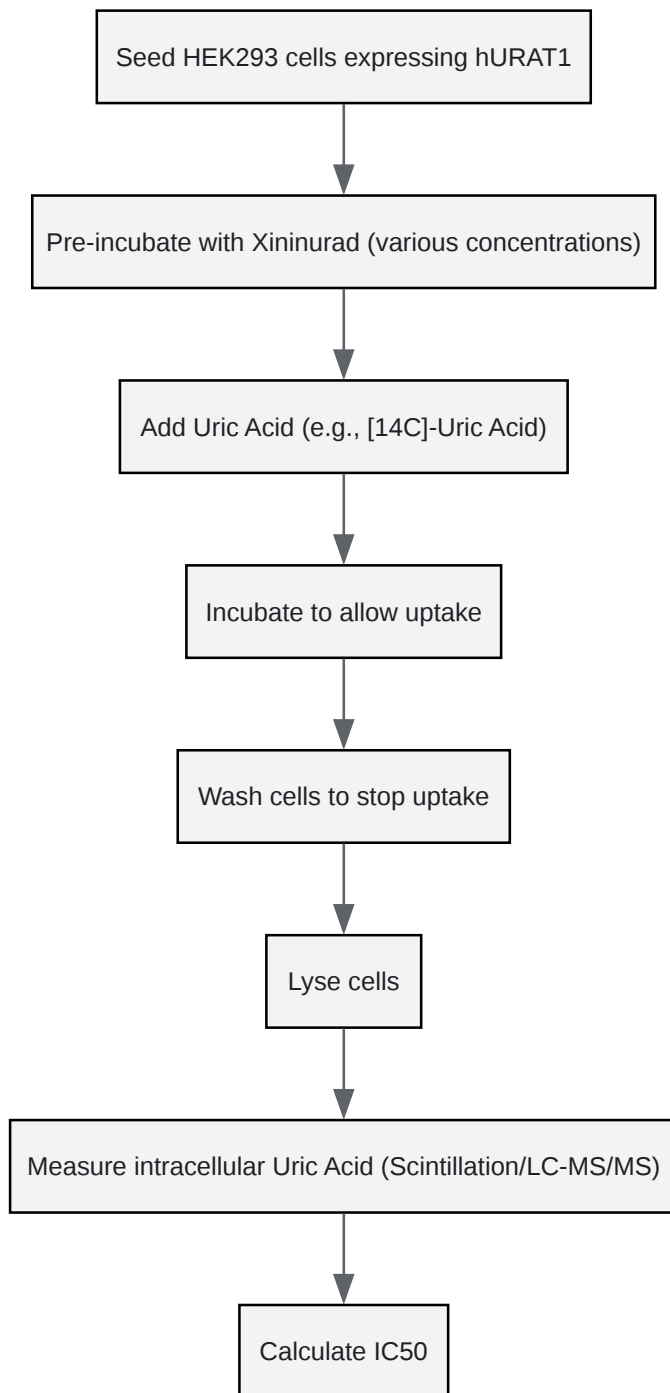 Seed HEK293 cells expressing hURAT1
Pre-incubate with Xininurad (various concentrations)
Add Uric Acid (e.g., [14C]-Uric Acid)
Incubate to allow uptake
Wash cells to stop uptake
Lyse cells
Measure intracellular Uric Acid (Scintillation/LC-MS/MS)
Calculate IC50